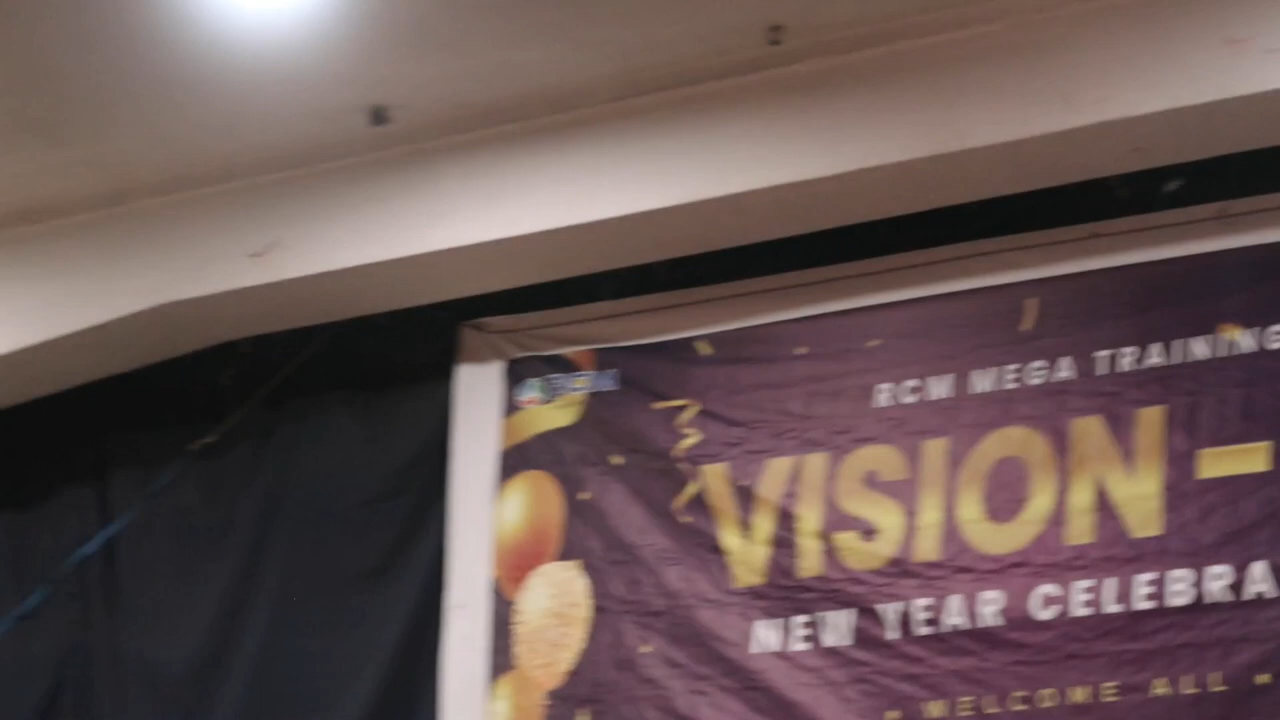 RCM MEGA TRAINING
VISION -
NEW YEAR CELEBRA
- WELCOME ALL -